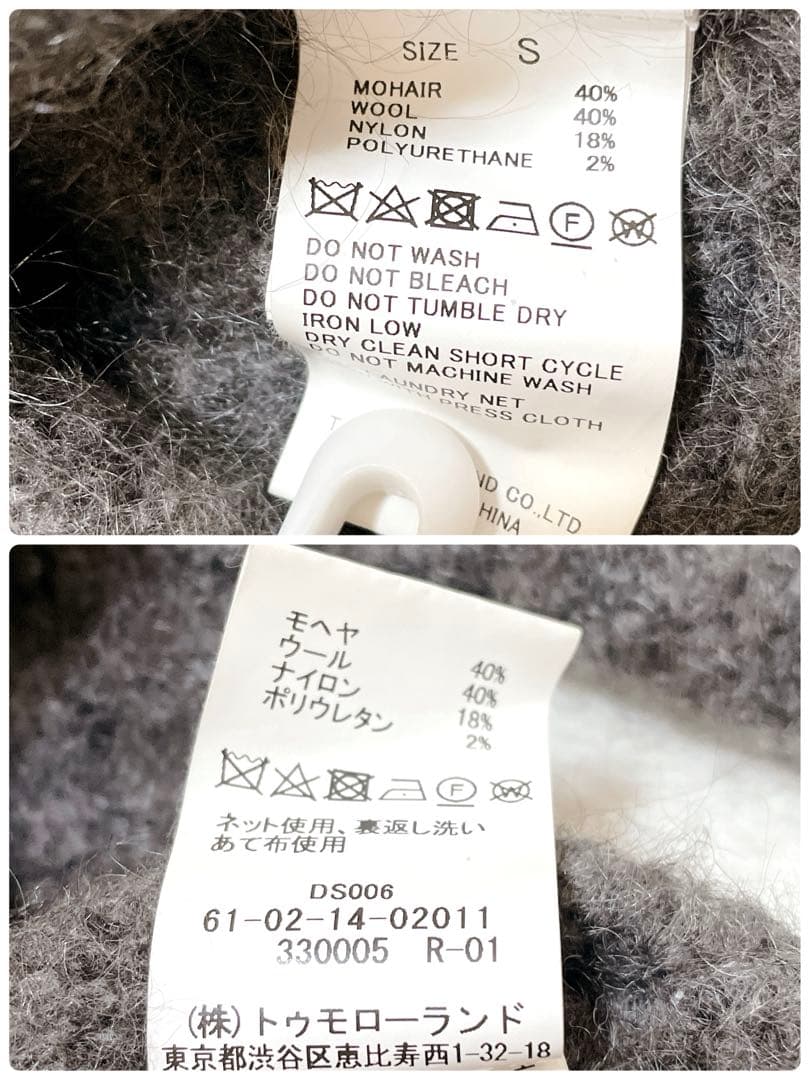 SIZE S
MOHAIR 40%
WOOL 40%
NYLON 18%
POLYURETHANE 2%
F W
DO NOT WASH
DO NOT BLEACH
DO NOT TUMBLE DRY
IRON LOW
DRY CLEAN SHORT CYCLE
DO NOT MACHINE WASH
LAUNDRY NET
PRESS CLOTH
CO.,LTD
モヘヤ 40%
ウール 40%
ナイロン 18%
ポリウレタン 2%
F W
ネット使用、裏返し洗い
あて布使用
DS006
61-02-14-02011
330005 R-01
(株)トゥモローランド
東京都渋谷区恵比寿西1-32-18